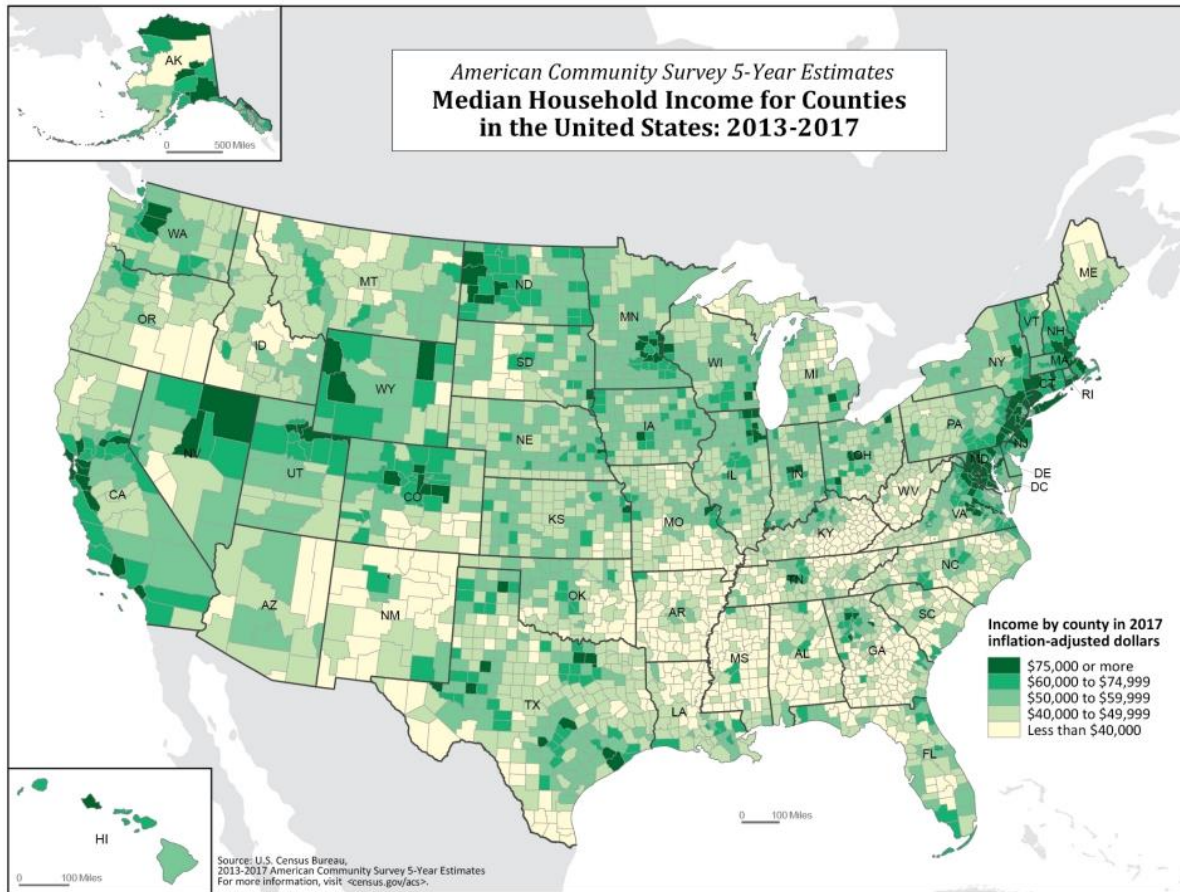 American Community Survey 5-Year Estimates
Median Household Income for Counties
in the United States: 2013-2017
AK
0 500 Miles
WA
MT
ND
MN
ME
OR
ID
SD
WI
VT
NH
WY
MI
NY
MA
CT
RI
NV
NE
IA
PA
NJ
UT
IL
IN
OH
MD
DE
DC
CA
CO
WV
VA
KS
MO
KY
AZ
NM
OK
TN
NC
AR
SC
MS
AL
GA
TX
LA
FL
Income by county in 2017
inflation-adjusted dollars
$75,000 or more
$60,000 to $74,999
$50,000 to $59,999
$40,000 to $49,999
Less than $40,000
HI
0 100 Miles
0 100 Miles
Source: U.S. Census Bureau,
2013-2017 American Community Survey 5-Year Estimates
For more information, visit <census.gov/acs>.